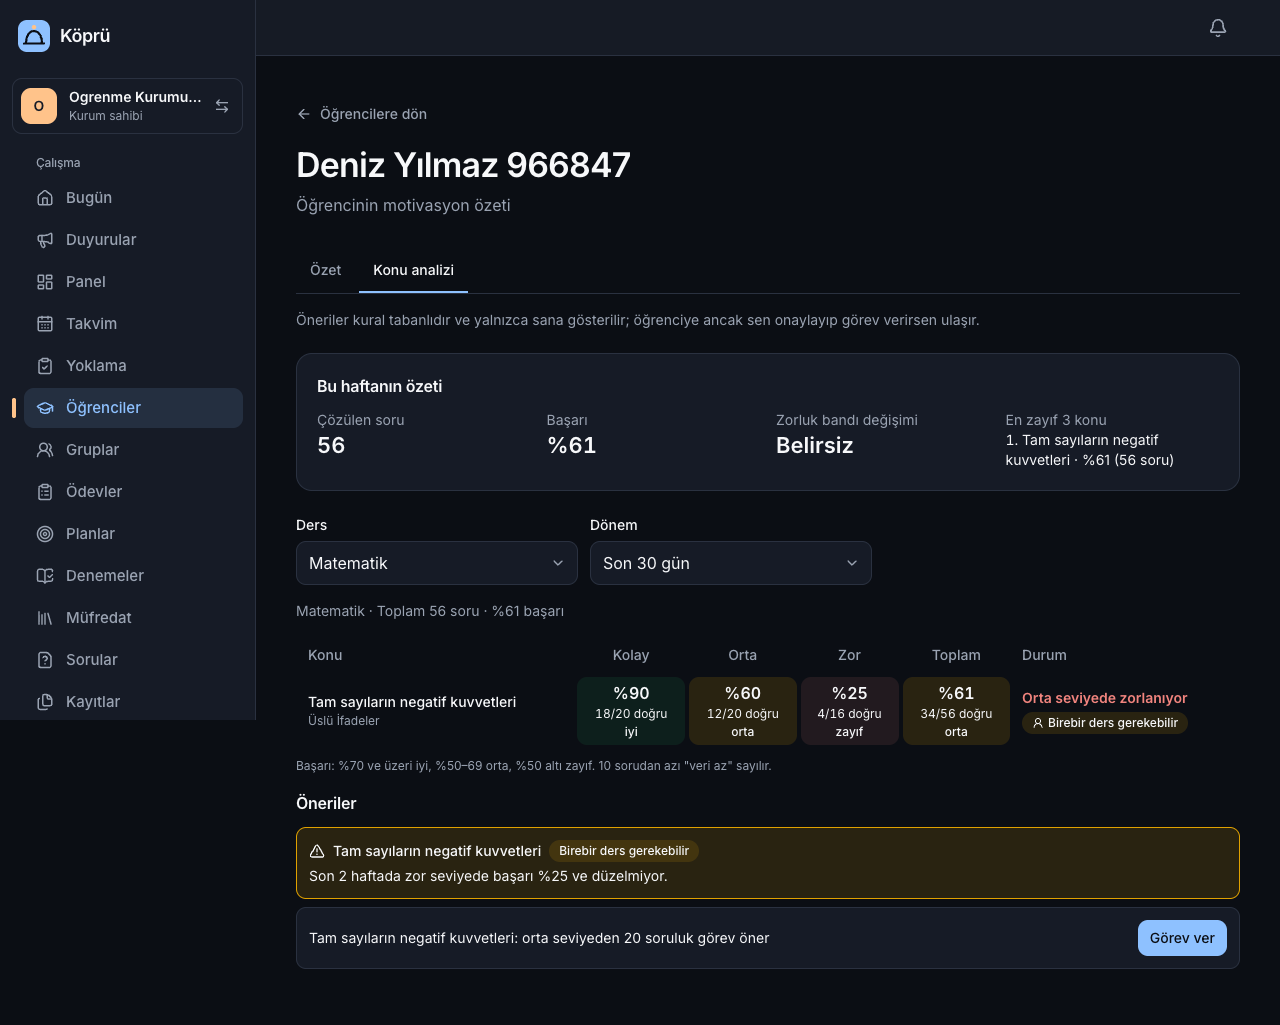 Köprü
O
Ogrenme Kurumu...
Kurum sahibi
Çalışma
Bugün
Duyurular
Panel
Takvim
Yoklama
Öğrenciler
Gruplar
Ödevler
Planlar
Denemeler
Müfredat
Sorular
Kayıtlar
Öğrencilere dön
Deniz Yılmaz 966847
Öğrencinin motivasyon özeti
Özet
Konu analizi
Öneriler kural tabanlıdır ve yalnızca sana gösterilir; öğrenciye ancak sen onaylayıp görev verirsen ulaşır.
Bu haftanın özeti
Çözülen soru
56
Başarı
%61
Zorluk bandı değişimi
Belirsiz
En zayıf 3 konu
1. Tam sayıların negatif
kuvvetleri · %61 (56 soru)
Ders
Matematik
Dönem
Son 30 gün
Matematik · Toplam 56 soru · %61 başarı
Konu Kolay Orta Zor Toplam Durum
Tam sayıların negatif kuvvetleri
Üslü İfadeler
%90
18/20 doğru
iyi
%60
12/20 doğru
orta
%25
4/16 doğru
zayıf
%61
34/56 doğru
orta
Orta seviyede zorlanıyor
Birebir ders gerekebilir
Başarı: %70 ve üzeri iyi, %50–69 orta, %50 altı zayıf. 10 sorudan azı "veri az" sayılır.
Öneriler
Tam sayıların negatif kuvvetleri Birebir ders gerekebilir
Son 2 haftada zor seviyede başarı %25 ve düzelmiyor.
Tam sayıların negatif kuvvetleri: orta seviyeden 20 soruluk görev öner
Görev ver